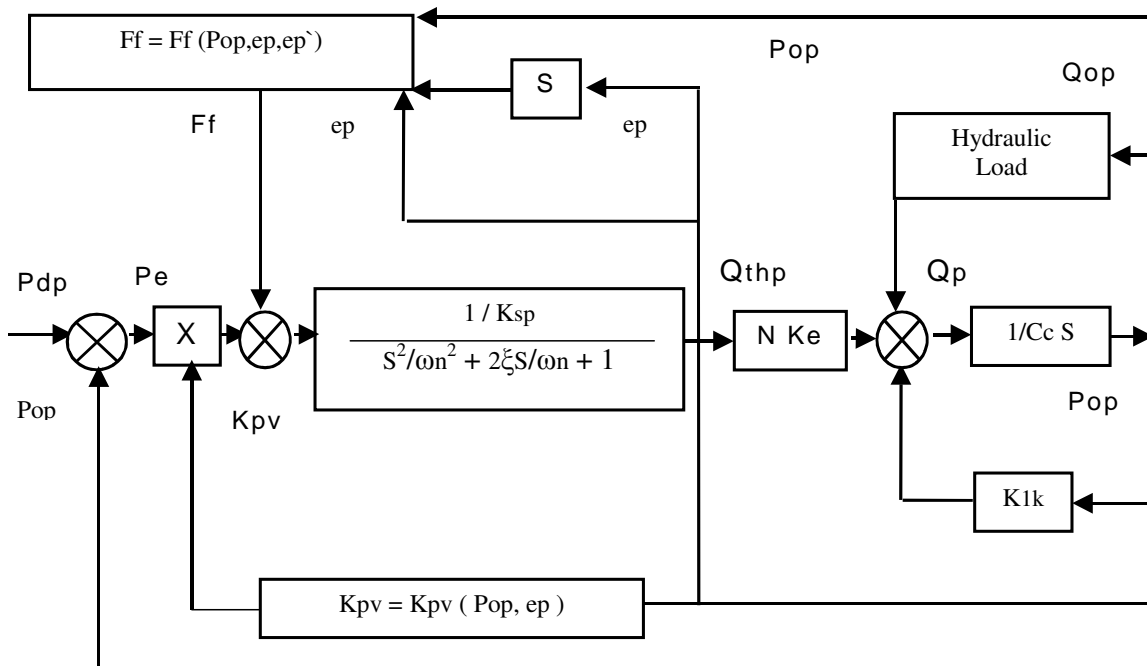 Ff = Ff (Pop,ep,ep`)
Pop
Qop
S
Ff
ep
ep
Hydraulic
Load
Pdp
Pe
Qthp
Qp
1 / Ksp
X
N Ke
1/Cc S
S²/ωn² + 2ξS/ωn + 1
Pop
Kpv
Pop
K1k
Kpv = Kpv ( Pop, ep )